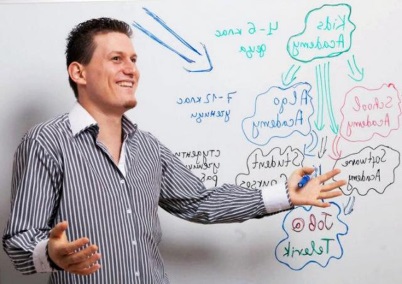 Kids
Academy
4-6 клас
деца
School
Academy
Algo
Academy
7-12 клас
ученици
Software
Academy
Student
студенти
ученици
Job @
Telerik